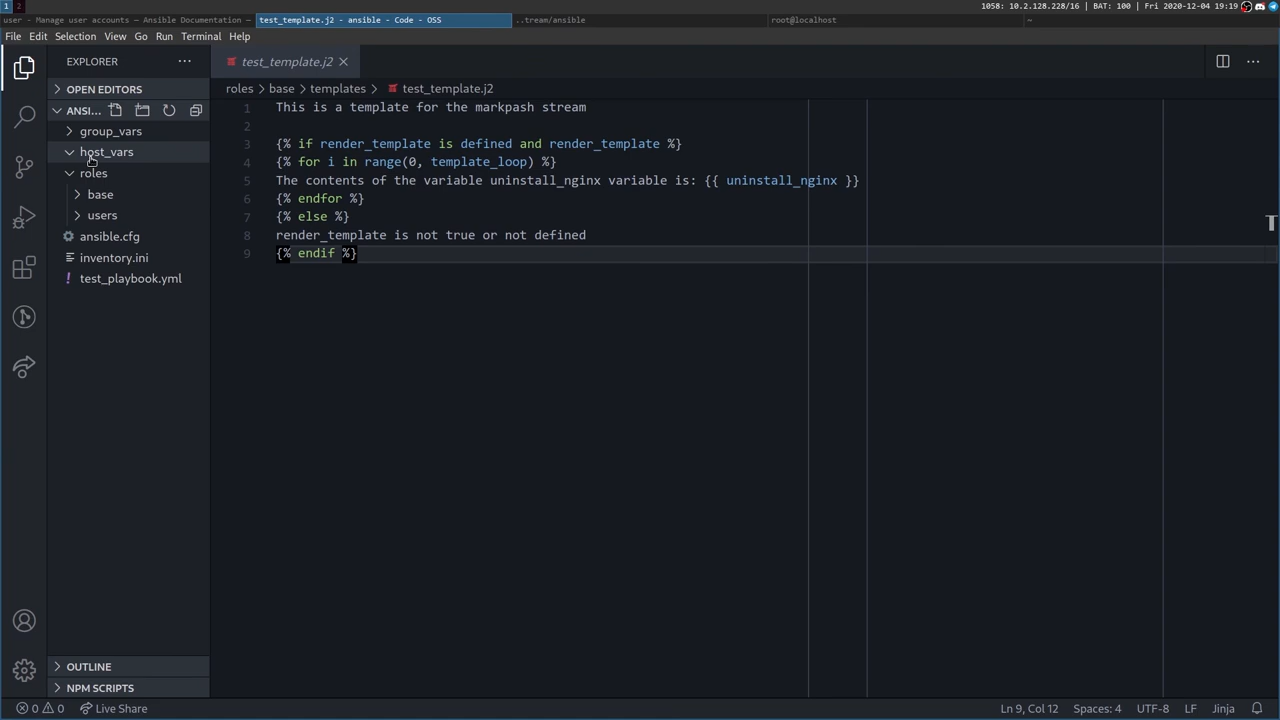 1 2 1058: 10.2.128.228/16 | BAT: 100 | Fri 2020-12-04 19:19
user - Manage user accounts — Ansible Documentation — test_template.j2 - ansible - Code - OSS ..tream/ansible root@localhost ~
File Edit Selection View Go Run Terminal Help
EXPLORER ··· test_template.j2
OPEN EDITORS roles > base > templates > test_template.j2
ANSI...
group_vars
host_vars
roles
base
users
ansible.cfg
inventory.ini
! test_playbook.yml
OUTLINE
NPM SCRIPTS
1 This is a template for the markpash stream
2
3 {% if render_template is defined and render_template %}
4 {% for i in range(0, template_loop) %}
5 The contents of the variable uninstall_nginx variable is: {{ uninstall_nginx }}
6 {% endfor %}
7 {% else %}
8 render_template is not true or not defined
9 {% endif %}
0 0 Live Share Ln 9, Col 12 Spaces: 4 UTF-8 LF Jinja